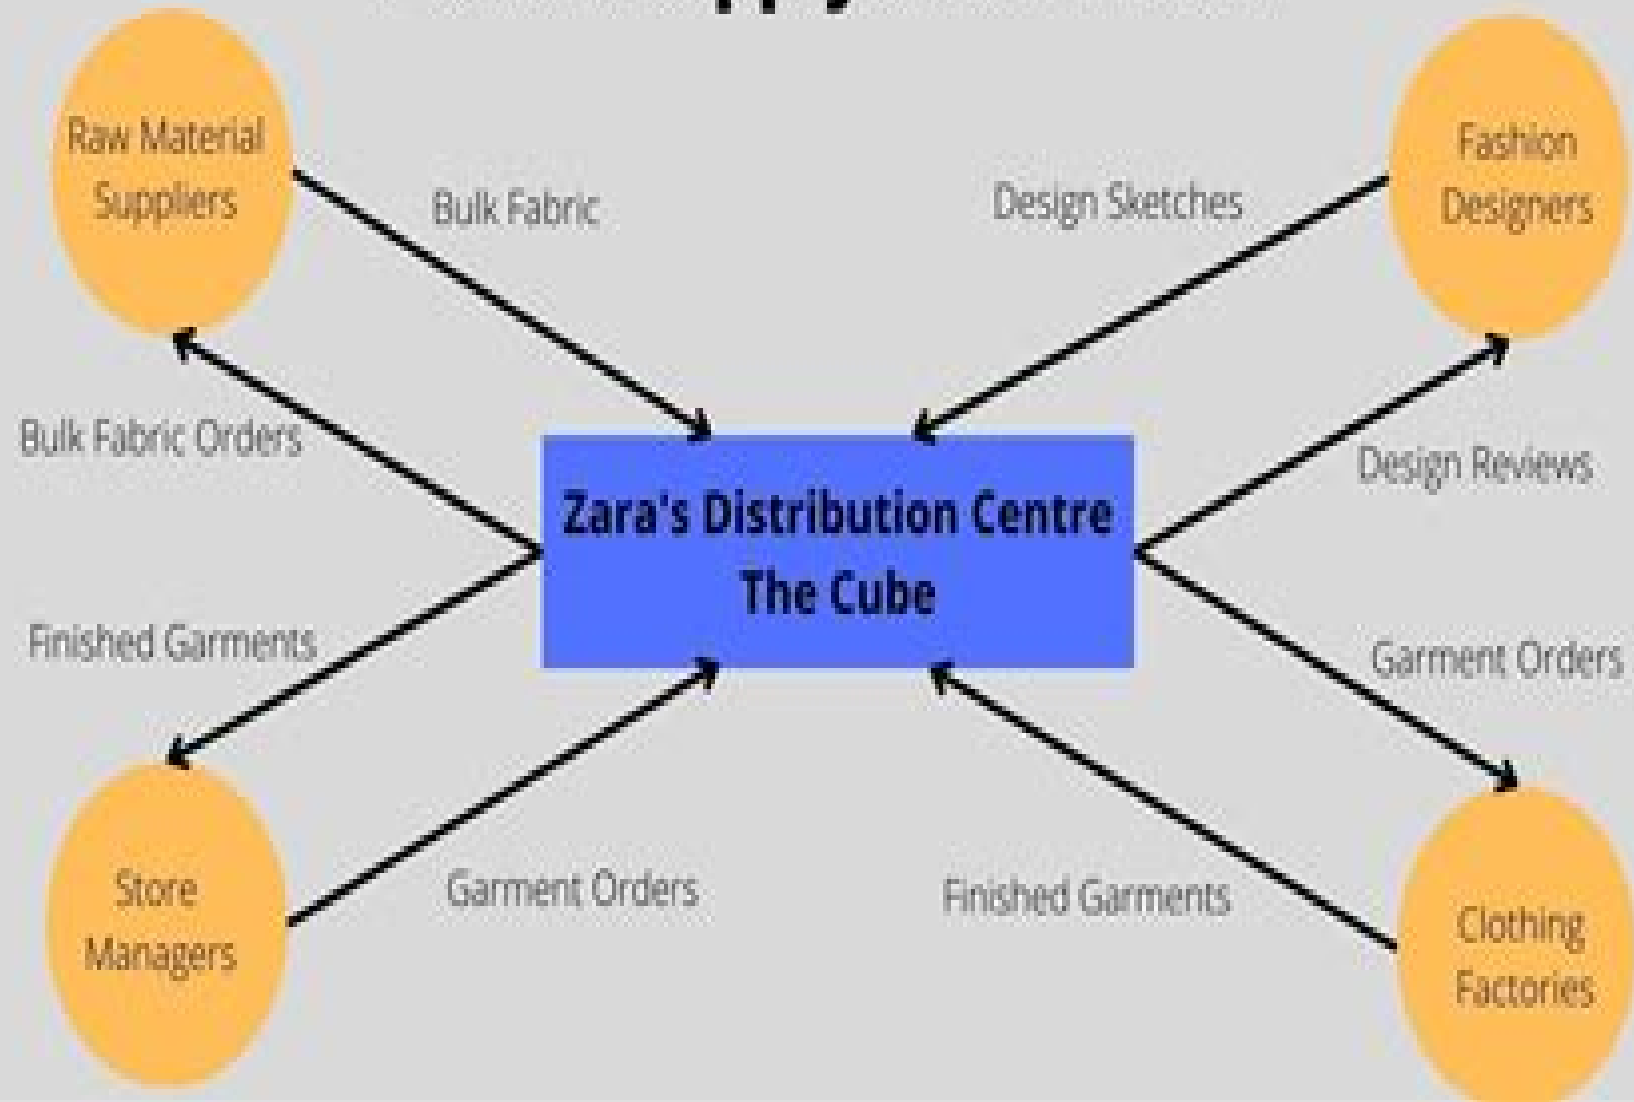 Raw Material
Suppliers
Fashion
Designers
Bulk Fabric
Design Sketches
Bulk Fabric Orders
Design Reviews
Zara's Distribution Centre
The Cube
Finished Garments
Garment Orders
Store
Managers
Garment Orders
Finished Garments
Clothing
Factories